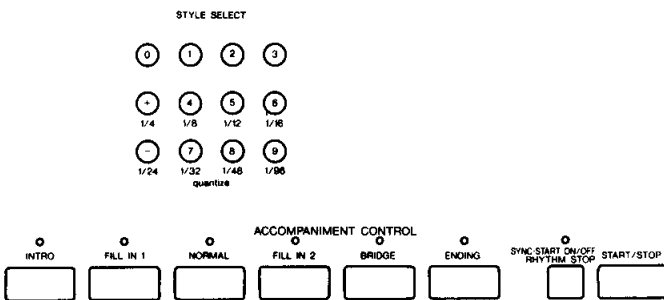 STYLE SELECT
0 1 2 3
+ 4 5 6
1/4 1/8 1/12 1/16
- 7 8 9
1/24 1/32 1/48 1/96
quantize
ACCOMPANIMENT CONTROL
INTRO FILL IN 1 NORMAL FILL IN 2 BRIDGE ENDING SYNC-START ON/OFF START/STOP
RHYTHM STOP